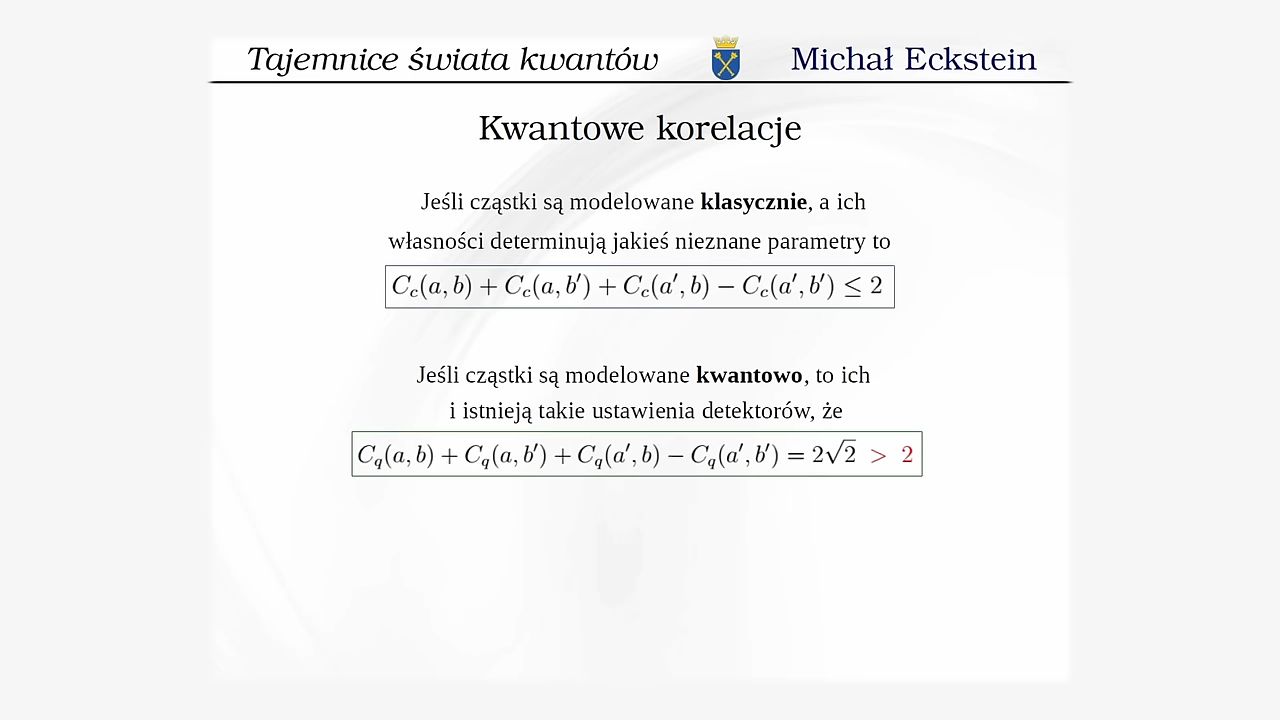 Tajemnice świata kwantów
Michał Eckstein
Kwantowe korelacje
Jeśli cząstki są modelowane klasycznie, a ich
własności determinują jakieś nieznane parametry to
C_c(a, b) + C_c(a, b′) + C_c(a′, b) − C_c(a′, b′) ≤ 2
Jeśli cząstki są modelowane kwantowo, to ich
i istnieją takie ustawienia detektorów, że
C_q(a, b) + C_q(a, b′) + C_q(a′, b) − C_q(a′, b′) = 2√2 > 2